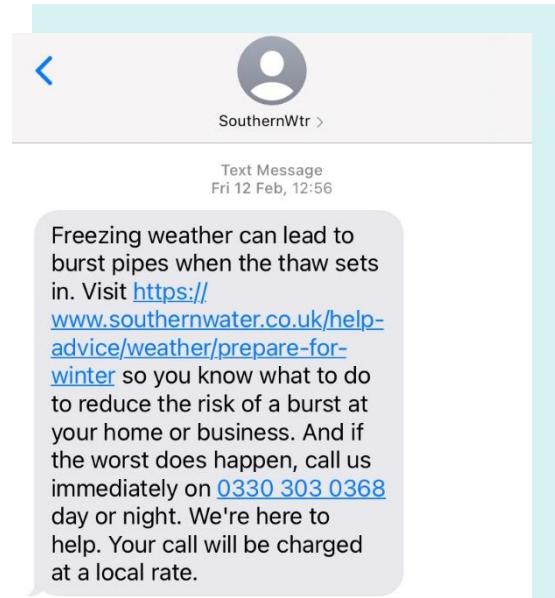 SouthernWtr >
Text Message
Fri 12 Feb, 12:56
Freezing weather can lead to
burst pipes when the thaw sets
in. Visit https://
www.southernwater.co.uk/help-
advice/weather/prepare-for-
winter so you know what to do
to reduce the risk of a burst at
your home or business. And if
the worst does happen, call us
immediately on 0330 303 0368
day or night. We're here to
help. Your call will be charged
at a local rate.